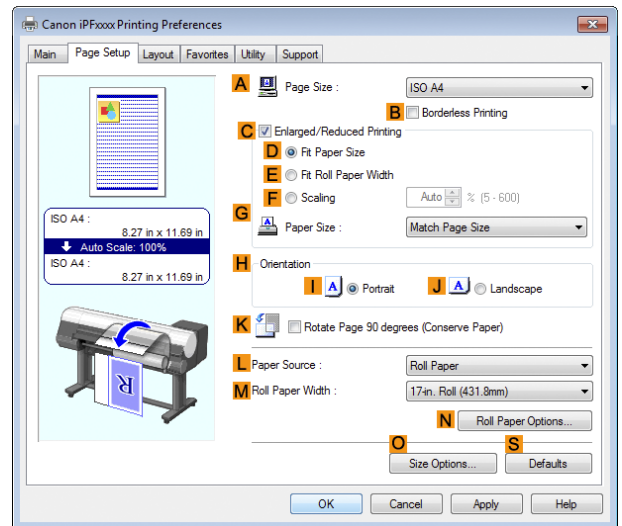 Canon iPFxxxx Printing Preferences
Main Page Setup Layout Favorites Utility Support
A Page Size : ISO A4
B Borderless Printing
C Enlarged/Reduced Printing
D Fit Paper Size
E Fit Roll Paper Width
F Scaling Auto % (5 - 600)
G Paper Size : Match Page Size
ISO A4 :
8.27 in x 11.69 in
Auto Scale: 100%
ISO A4 :
8.27 in x 11.69 in
H Orientation
I A Portrait J A Landscape
K Rotate Page 90 degrees (Conserve Paper)
L Paper Source : Roll Paper
M Roll Paper Width : 17-in. Roll (431.8mm)
N Roll Paper Options...
R
O S
Size Options... Defaults
OK Cancel Apply Help